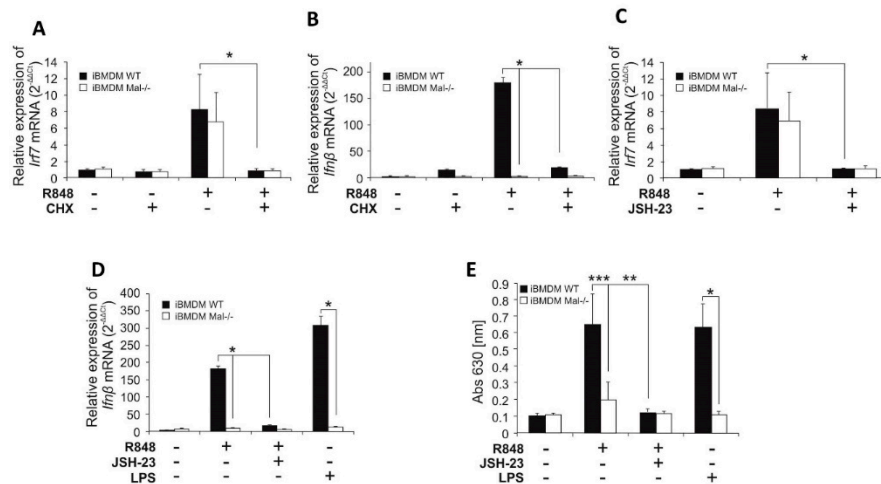 A
Relative expression of
Irf7 mRNA (2-ΔΔCt)
14
12
10
8
6
4
2
0
iBMDM WT
iBMDM Mal-/-
*
R848 - - + +
CHX - + - +
B
Relative expression of
Ifnβ mRNA (2-ΔΔCt)
200
150
100
50
0
iBMDM WT
iBMDM Mal-/-
*
R848 - - + +
CHX - + - +
C
Relative expression of
Irf7 mRNA (2-ΔΔCt)
14
12
10
8
6
4
2
0
iBMDM WT
iBMDM Mal-/-
*
R848 - + +
JSH-23 - - +
D
Relative expression of
Ifnβ mRNA (2-ΔΔCt)
400
350
300
250
200
150
100
50
0
iBMDM WT
iBMDM Mal-/-
*
*
R848 - + + -
JSH-23 - - + -
LPS - - - +
E
Abs 630 [nm]
0.9
0.8
0.7
0.6
0.5
0.4
0.3
0.2
0.1
0
iBMDM WT
iBMDM Mal-/-
*** **
*
R848 - + + -
JSH-23 - - + -
LPS - - - +